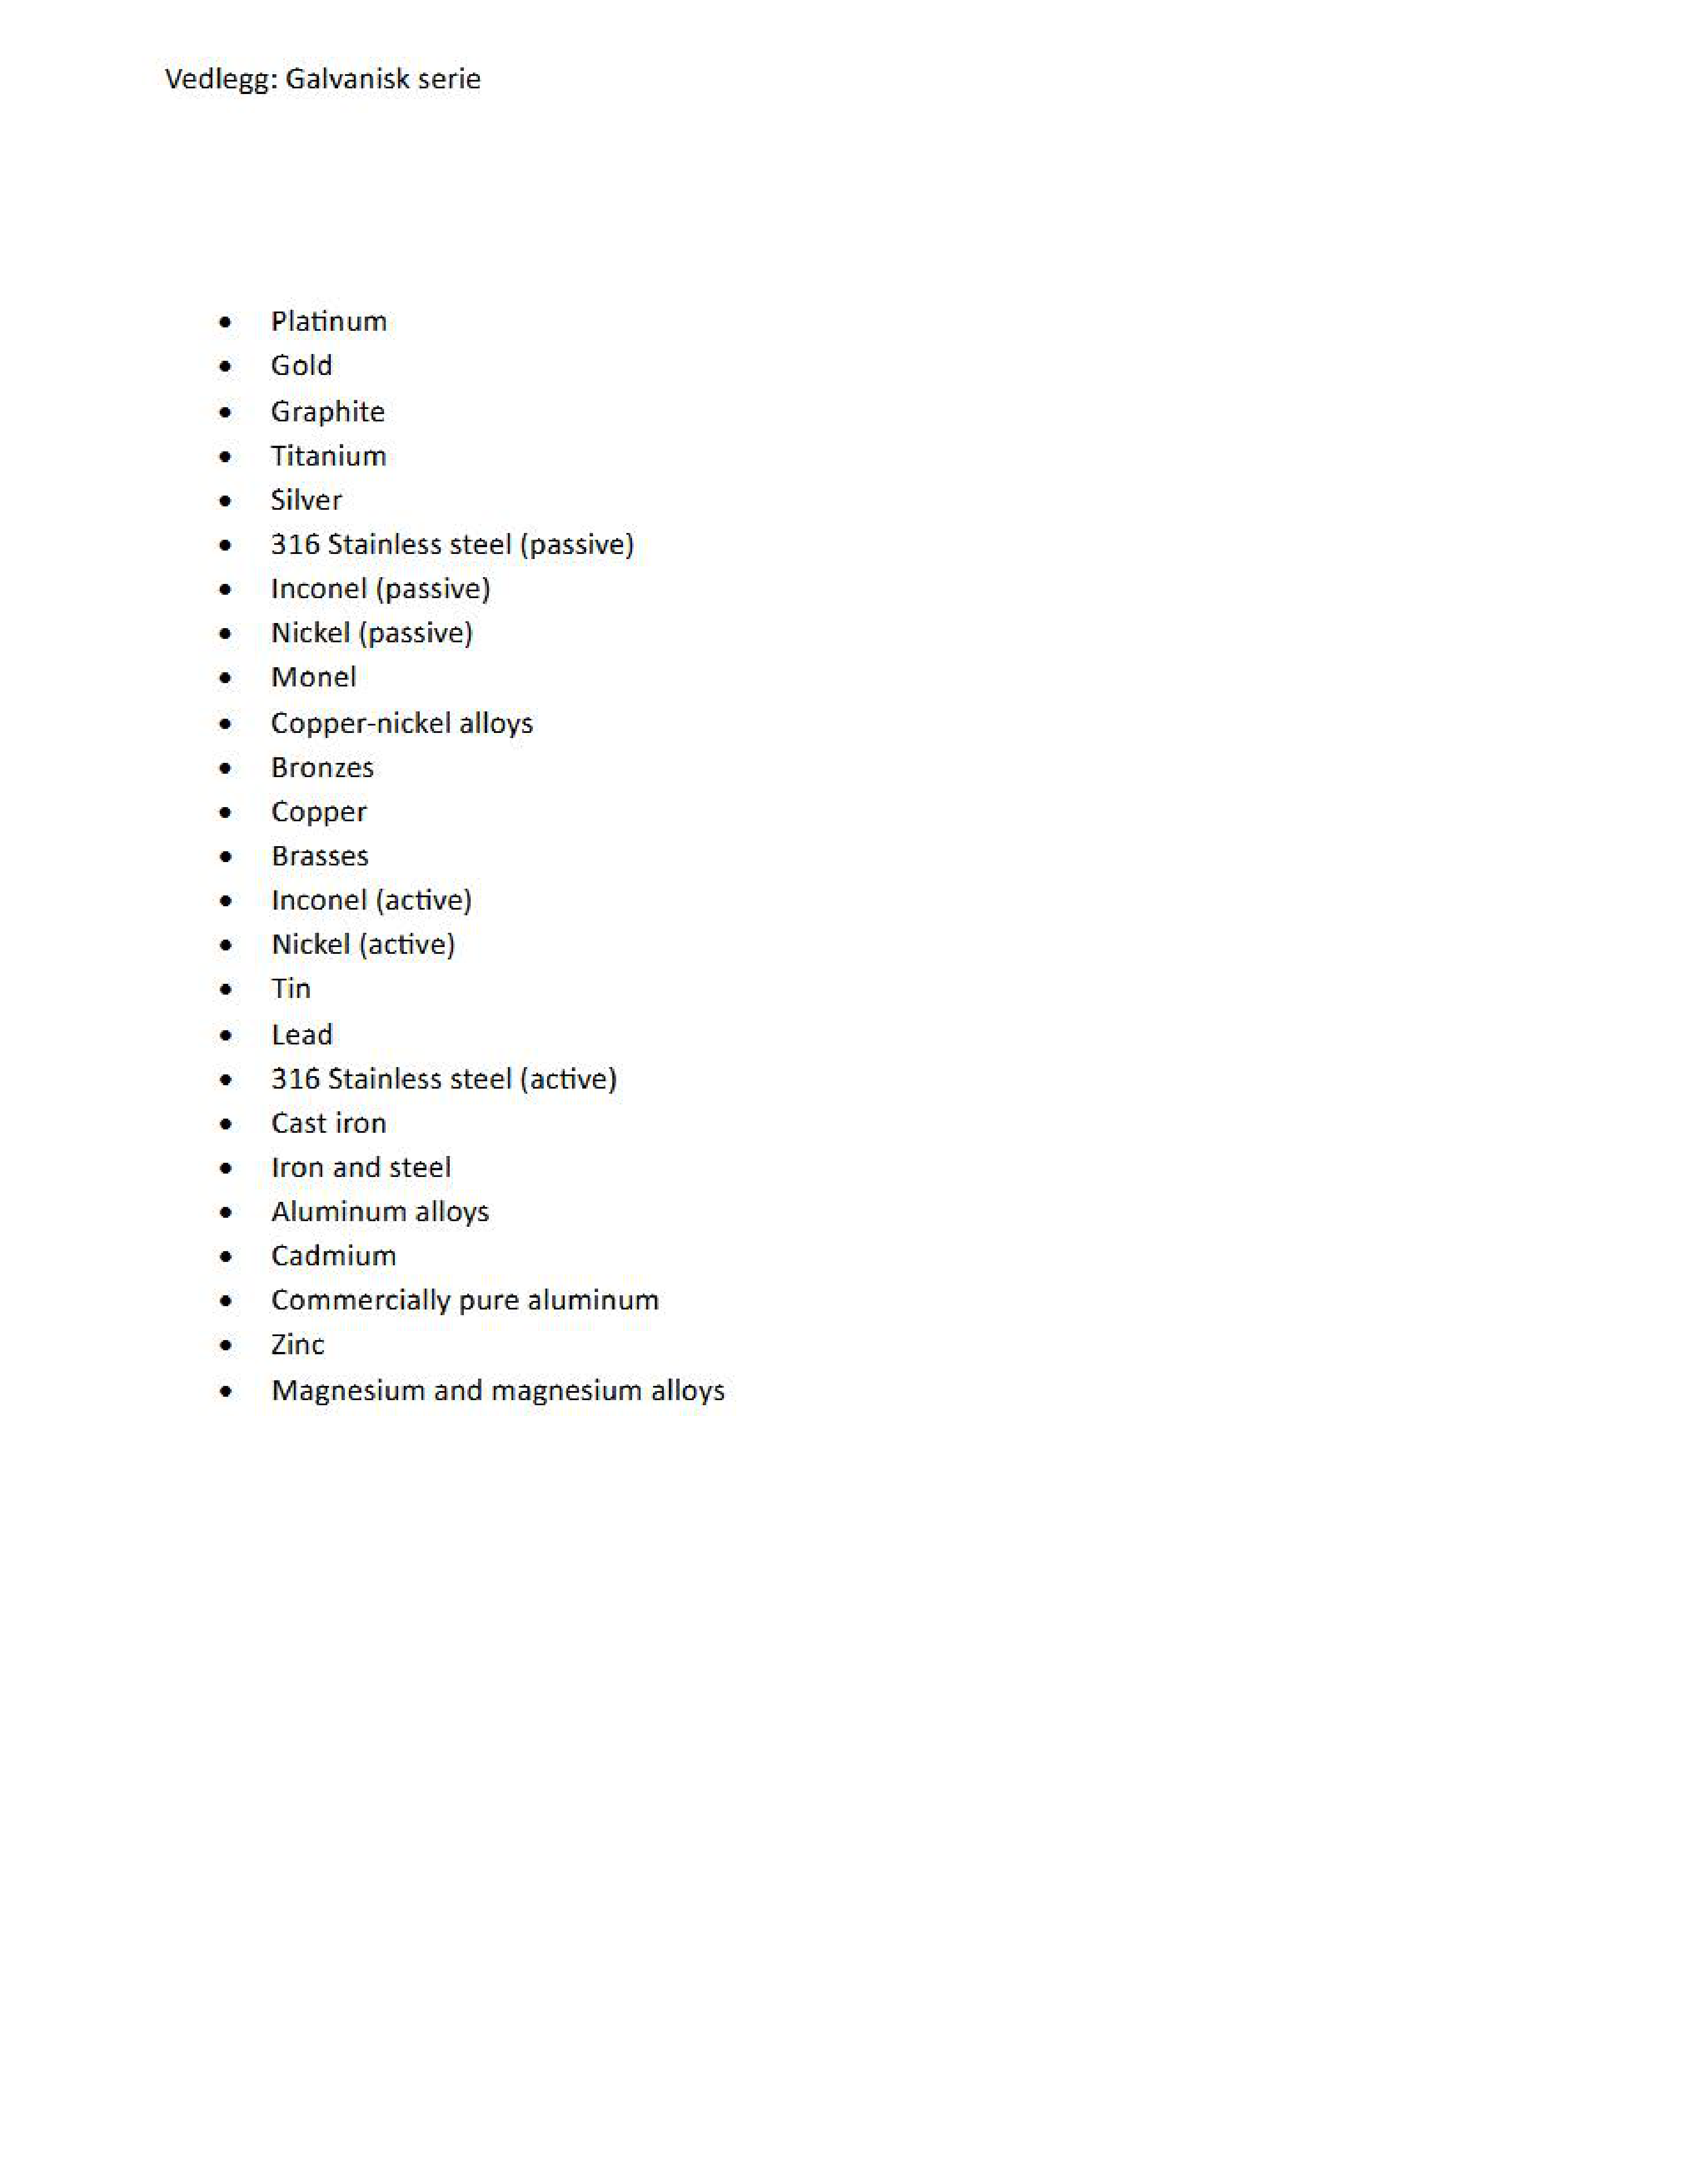 Vedlegg: Galvanisk serie
• Platinum
• Gold
• Graphite
• Titanium
• Silver
• 316 Stainless steel (passive)
• Inconel (passive)
• Nickel (passive)
• Monel
• Copper-nickel alloys
• Bronzes
• Copper
• Brasses
• Inconel (active)
• Nickel (active)
• Tin
• Lead
• 316 Stainless steel (active)
• Cast iron
• Iron and steel
• Aluminum alloys
• Cadmium
• Commercially pure aluminum
• Zinc
• Magnesium and magnesium alloys